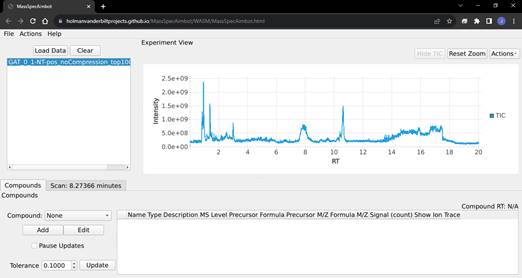 MassSpecAimbot
holmanvanderbiltprojects.github.io/MassSpecAimbot/WASM/MassSpecAimbot.html
File Actions Help
Load Data Clear
GAT_0_1-NT-pos_noCompression_top100
Experiment View
Hide TIC Reset Zoom Actions
Intensity
2.5e+09
2.0e+09
1.5e+09
1.0e+09
5.0e+08
0.0e+00
2 4 6 8 10 12 14 16 18 20
RT
TIC
Compounds Scan: 8.27366 minutes
Compounds
Compound RT: N/A
Compound: None
Add Edit
Pause Updates
Tolerance 0.1000 Update
Name Type Description MS Level Precursor Formula Precursor M/Z Formula M/Z Signal (count) Show Ion Trace